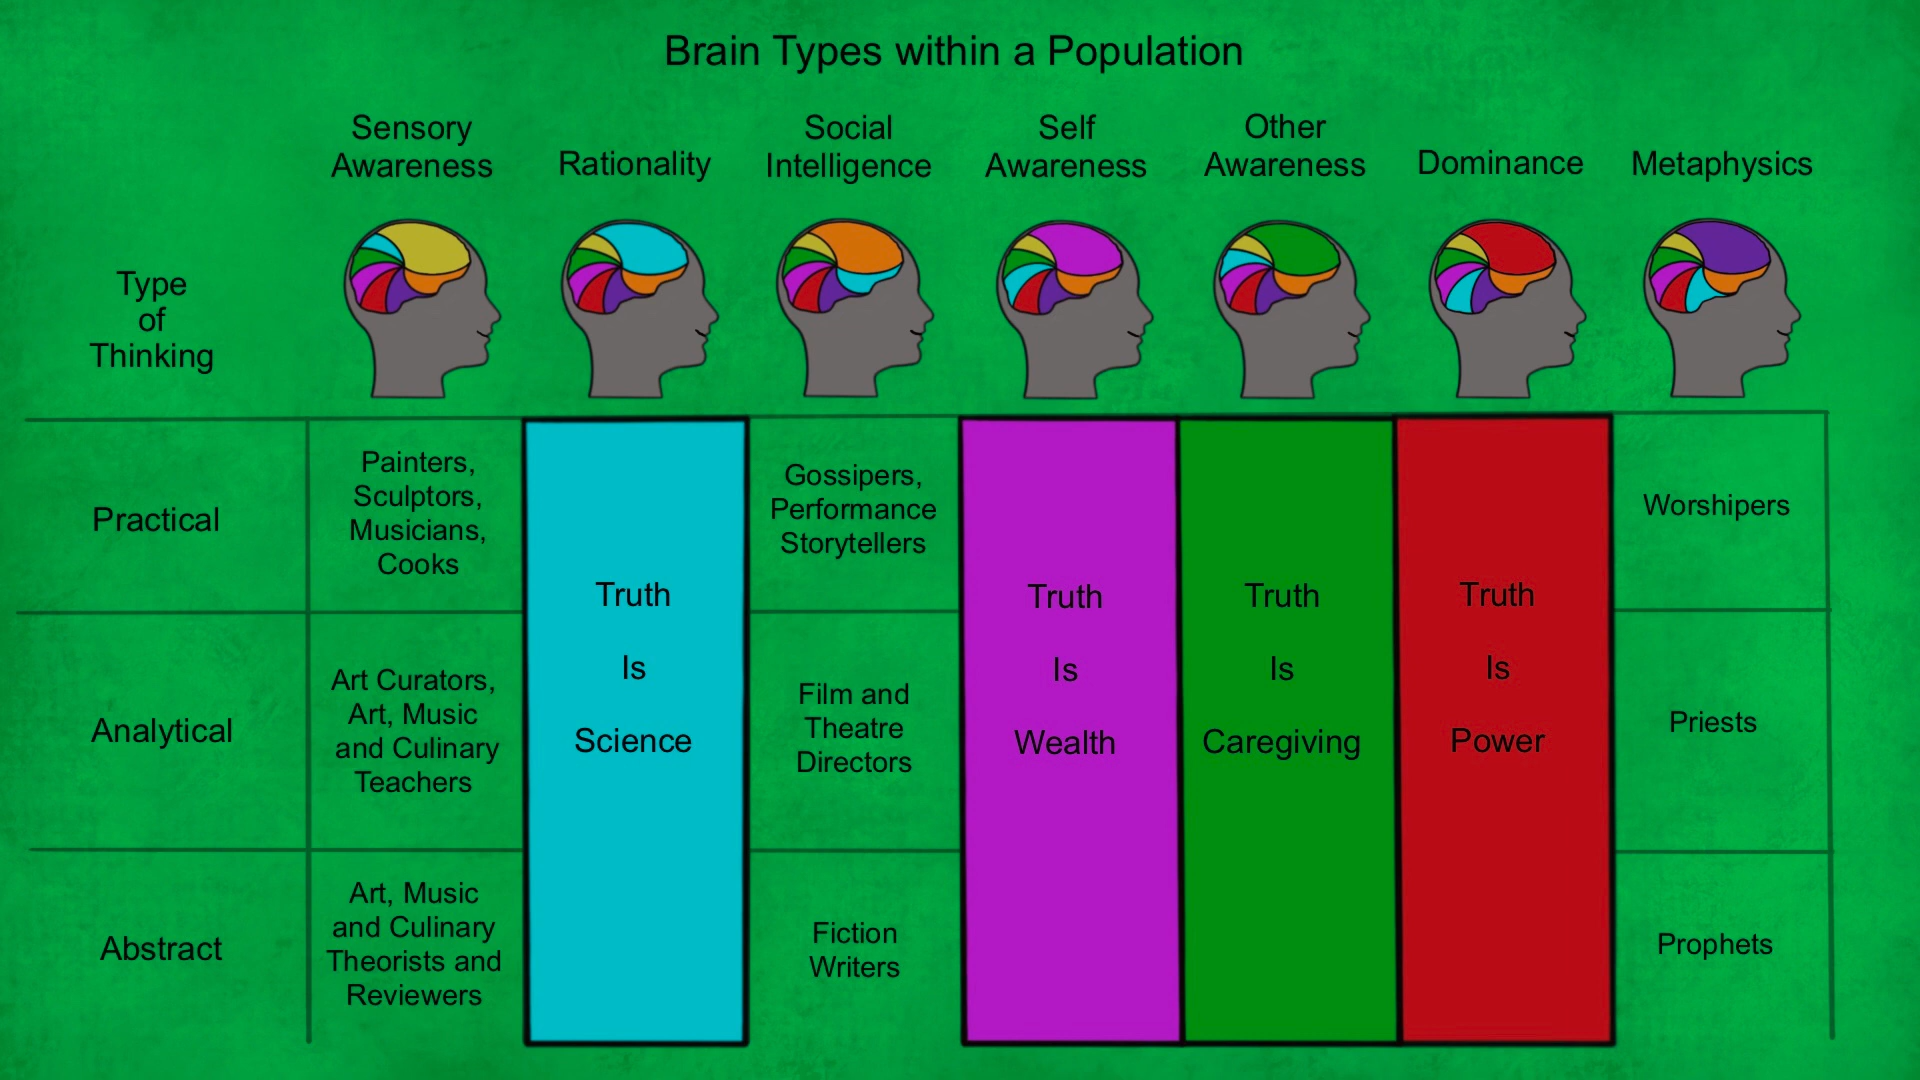 Brain Types within a Population
Sensory
Awareness
Rationality
Social
Intelligence
Self
Awareness
Other
Awareness
Dominance
Metaphysics
Type
of
Thinking
Practical
Painters,
Sculptors,
Musicians,
Cooks
Gossipers,
Performance
Storytellers
Worshipers
Truth
Is
Science
Truth
Is
Wealth
Truth
Is
Caregiving
Truth
Is
Power
Analytical
Art Curators,
Art, Music
and Culinary
Teachers
Film and
Theatre
Directors
Priests
Abstract
Art, Music
and Culinary
Theorists and
Reviewers
Fiction
Writers
Prophets